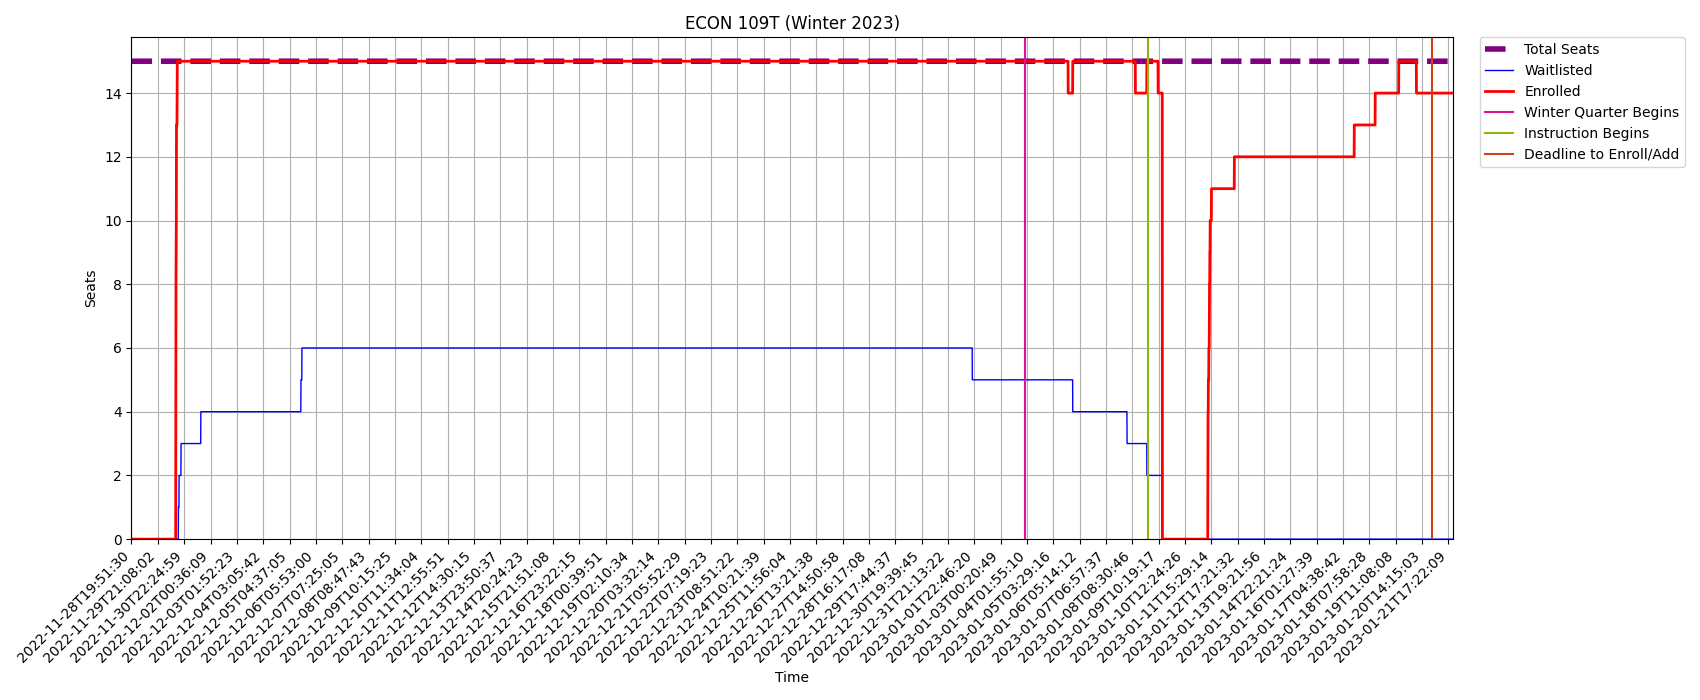 ECON 109T (Winter 2023)
Total Seats
Waitlisted
Enrolled
Winter Quarter Begins
Instruction Begins
Deadline to Enroll/Add
Seats
14
12
10
8
6
4
2
0
2022-11-28T19:51:30
2022-11-29T21:08:02
2022-11-30T22:24:59
2022-12-02T00:36:09
2022-12-03T01:52:23
2022-12-04T03:05:42
2022-12-05T04:37:05
2022-12-06T05:53:00
2022-12-07T07:25:05
2022-12-08T08:47:43
2022-12-09T10:15:25
2022-12-10T11:34:04
2022-12-11T12:55:51
2022-12-12T14:30:15
2022-12-13T23:50:37
2022-12-14T20:24:23
2022-12-15T21:51:08
2022-12-16T23:22:15
2022-12-18T00:39:51
2022-12-19T02:10:34
2022-12-20T03:32:14
2022-12-21T05:52:29
2022-12-22T07:19:23
2022-12-23T08:51:22
2022-12-24T10:21:39
2022-12-25T11:56:04
2022-12-26T13:21:38
2022-12-27T14:50:58
2022-12-28T16:17:08
2022-12-29T17:44:37
2022-12-30T19:39:45
2022-12-31T21:13:22
2023-01-01T22:46:20
2023-01-03T00:20:49
2023-01-04T01:55:10
2023-01-05T03:29:16
2023-01-06T05:14:12
2023-01-07T06:57:37
2023-01-08T08:30:46
2023-01-09T10:19:17
2023-01-10T12:24:26
2023-01-11T15:29:14
2023-01-12T17:21:32
2023-01-13T19:21:56
2023-01-14T22:21:24
2023-01-16T01:27:39
2023-01-17T04:38:42
2023-01-18T07:58:28
2023-01-19T11:08:08
2023-01-20T14:15:03
2023-01-21T17:22:09
Time